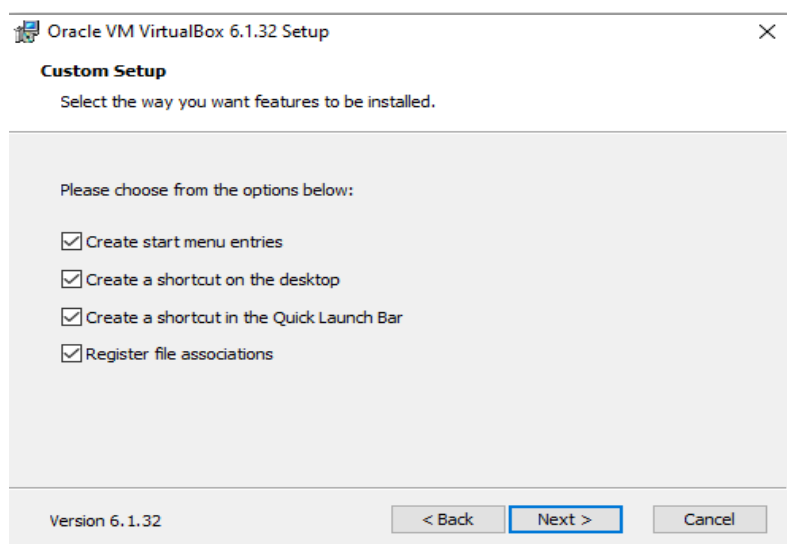 Oracle VM VirtualBox 6.1.32 Setup
Custom Setup
Select the way you want features to be installed.
Please choose from the options below:
Create start menu entries
Create a shortcut on the desktop
Create a shortcut in the Quick Launch Bar
Register file associations
Version 6.1.32
< Back
Next >
Cancel